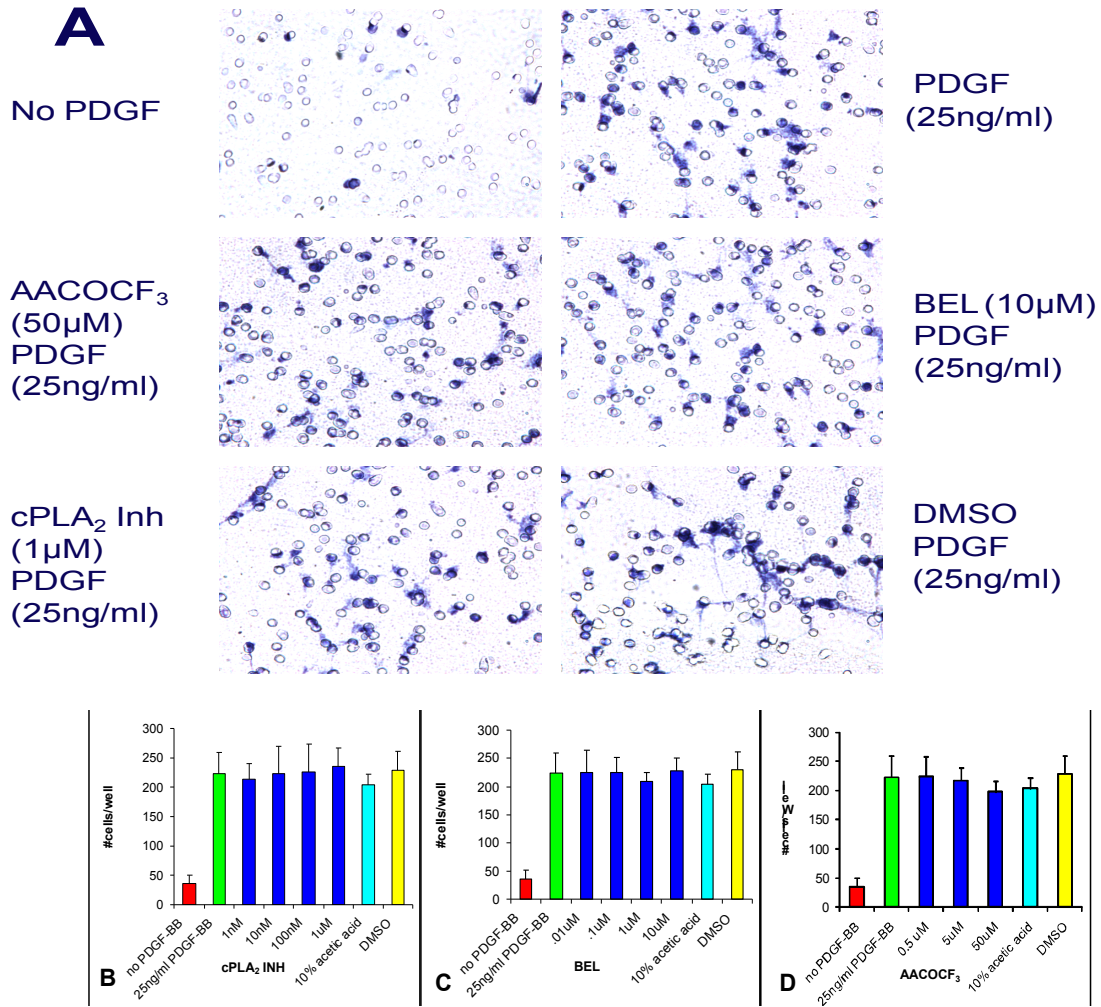 A
No PDGF
PDGF
(25ng/ml)
AACOCF₃
(50µM)
PDGF
(25ng/ml)
BEL (10µM)
PDGF
(25ng/ml)
cPLA₂ Inh
(1µM)
PDGF
(25ng/ml)
DMSO
PDGF
(25ng/ml)
300
250
200
150
100
50
0
#cells/well
no PDGF-BB
25ng/ml PDGF-BB
1nM
10nM
100nM
1uM
10% acetic acid
DMSO
B
cPLA₂ INH
300
250
200
150
100
50
0
#cells/well
no PDGF-BB
25ng/ml PDGF-BB
.01uM
.1uM
1uM
10uM
10% acetic acid
DMSO
C
BEL
300
250
200
150
100
50
0
#cells/well
no PDGF-BB
25ng/ml PDGF-BB
0.5 uM
5uM
50uM
10% acetic acid
DMSO
D
AACOCF₃